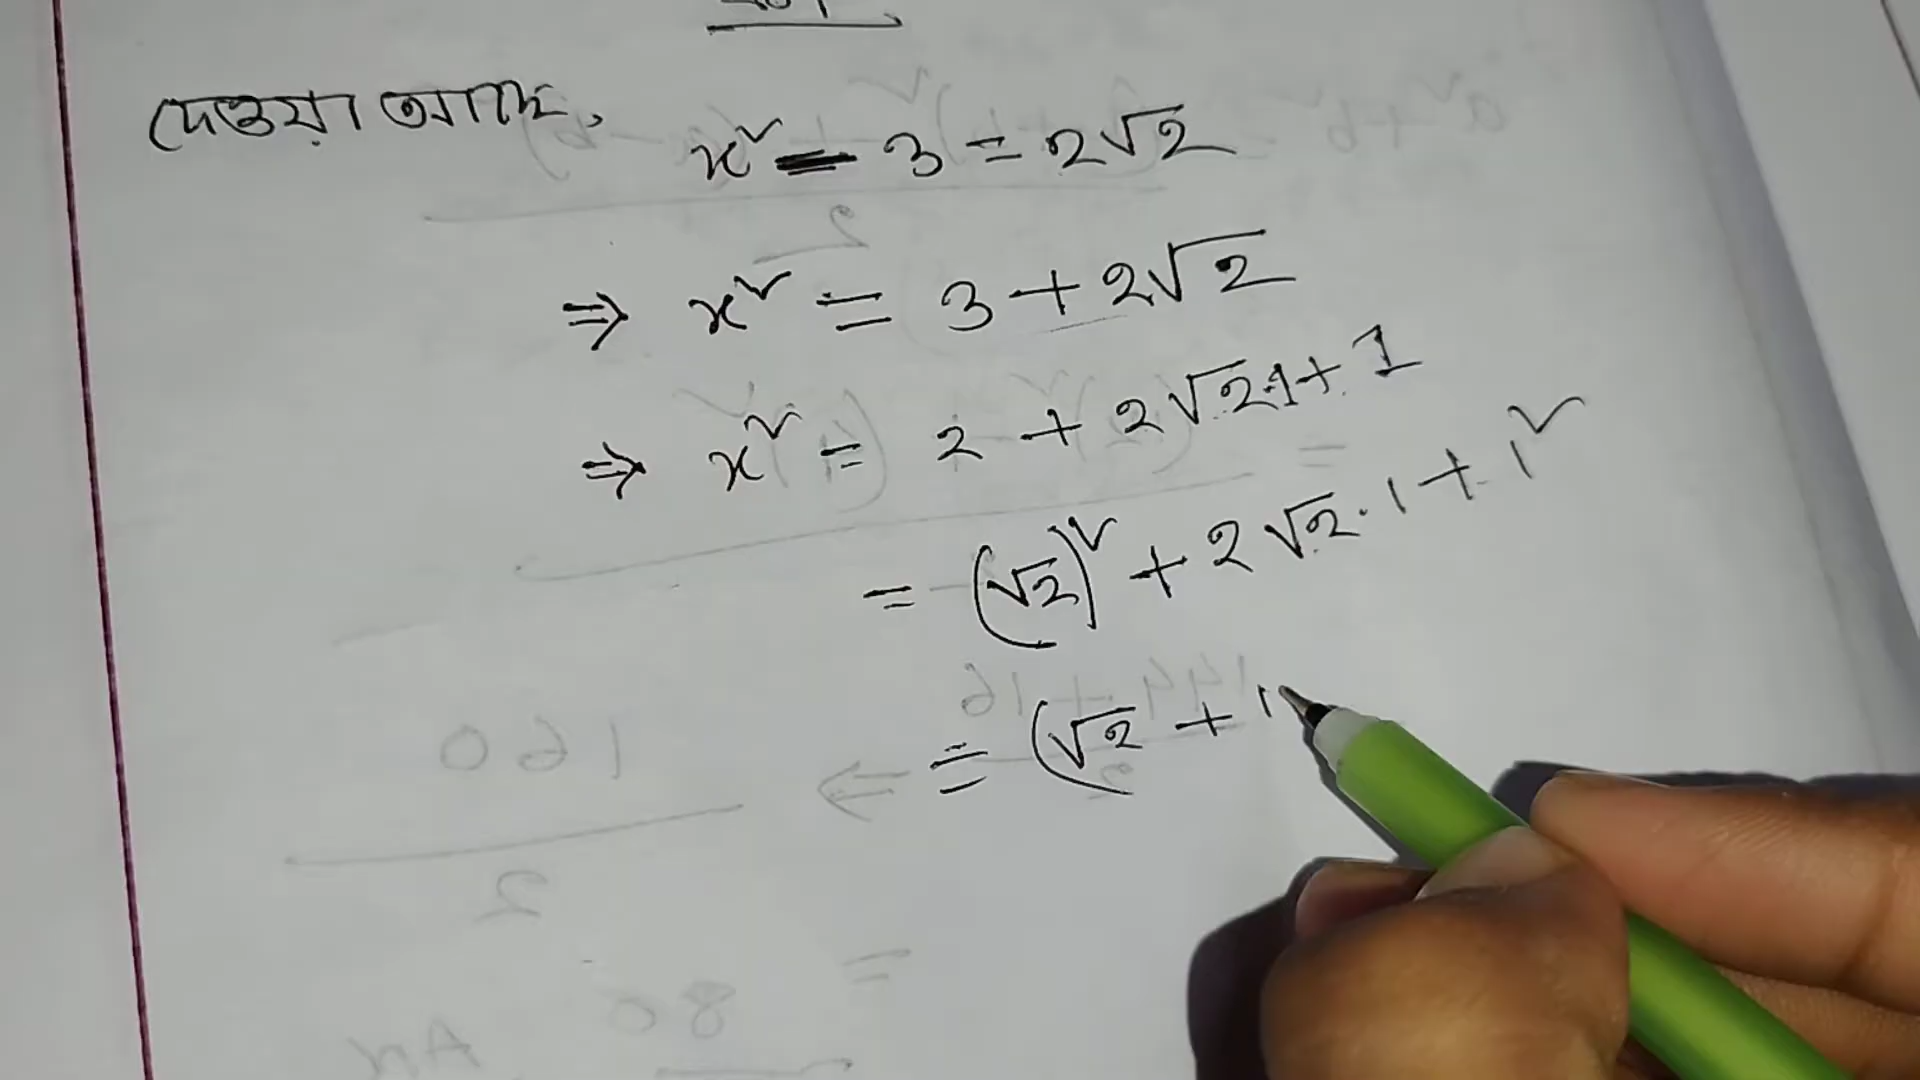 দেওয়া আছে,
x² - 3 = 2√2
⇒ x² = 3 + 2√2
⇒ x² = 2 + 2√2.1 + 1
= (√2)² + 2√2.1 + 1²
= (√2 + 1